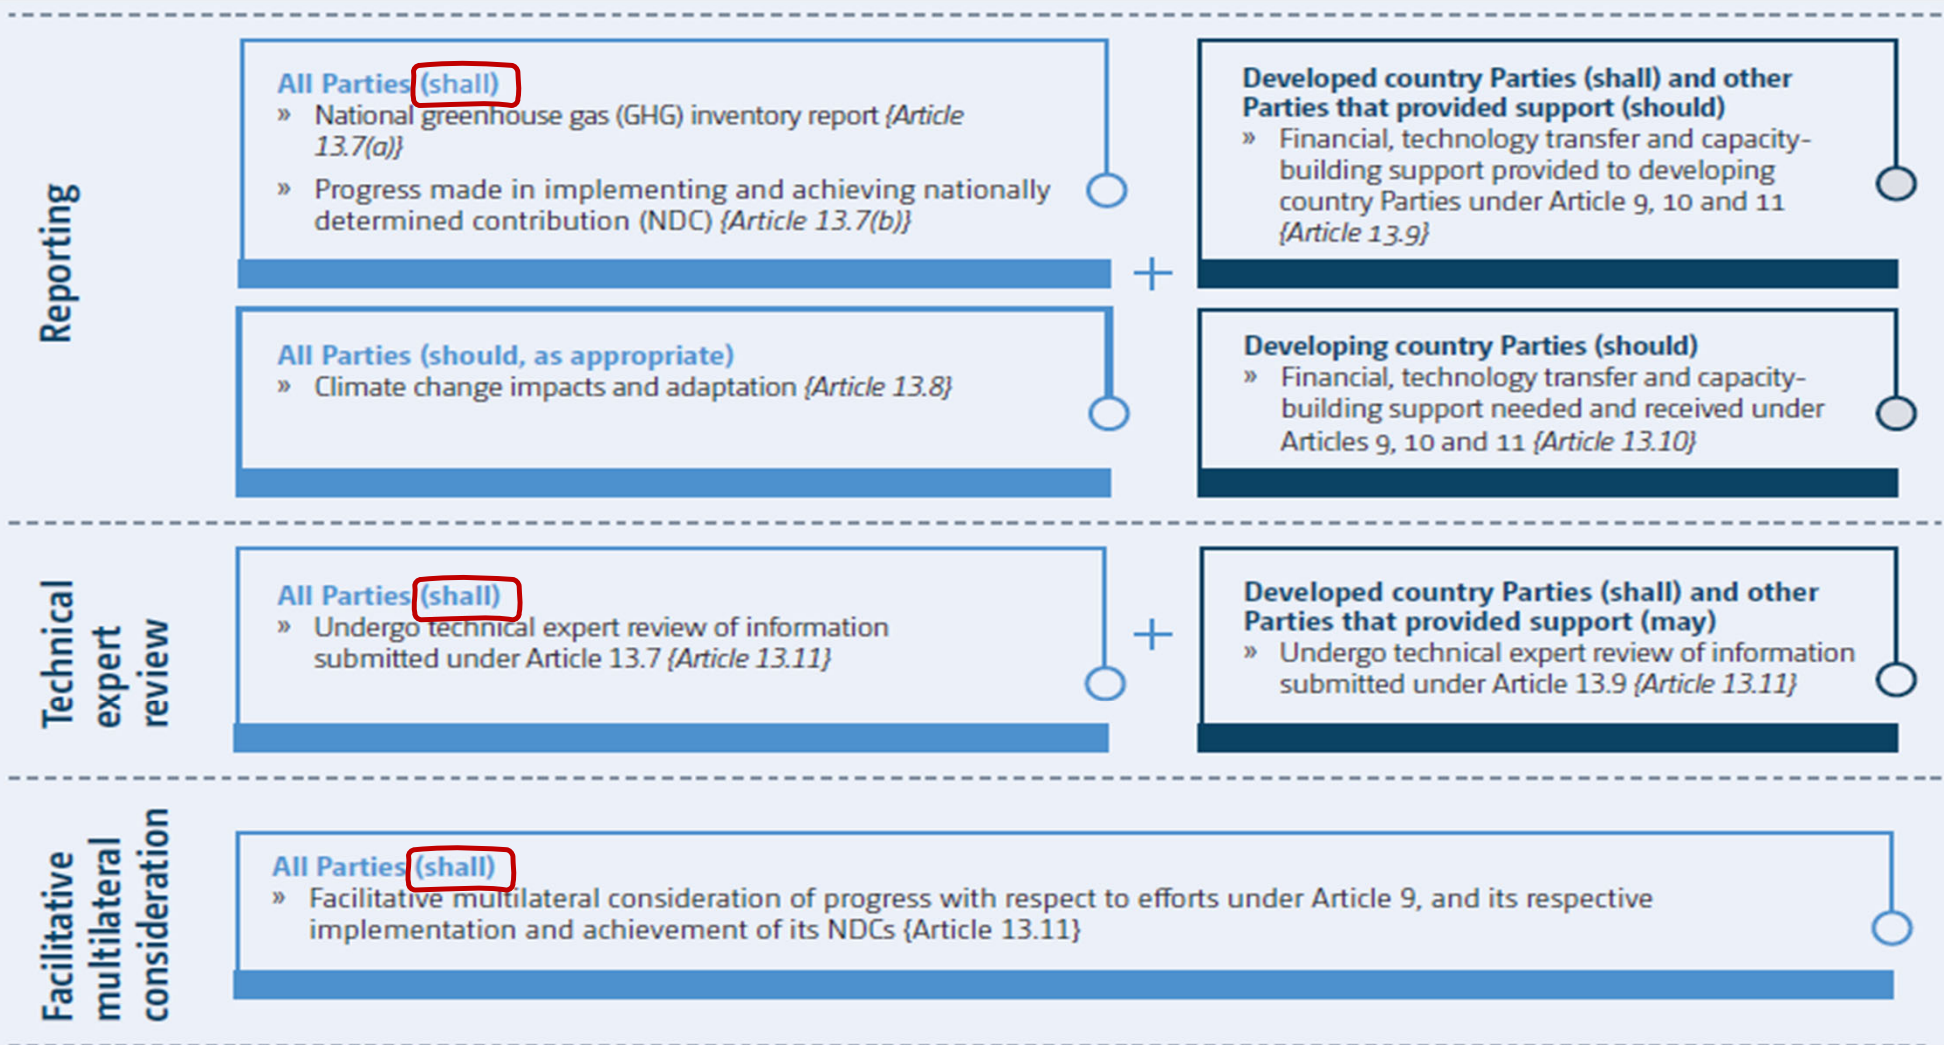 Reporting
All Parties (shall)
» National greenhouse gas (GHG) inventory report {Article
13.7(a)}
» Progress made in implementing and achieving nationally
determined contribution (NDC) {Article 13.7(b)}
+
Developed country Parties (shall) and other
Parties that provided support (should)
» Financial, technology transfer and capacity-
building support provided to developing
country Parties under Article 9, 10 and 11
{Article 13.9}
All Parties (should, as appropriate)
» Climate change impacts and adaptation {Article 13.8}
Developing country Parties (should)
» Financial, technology transfer and capacity-
building support needed and received under
Articles 9, 10 and 11 {Article 13.10}
Technical
expert
review
All Parties (shall)
» Undergo technical expert review of information
submitted under Article 13.7 {Article 13.11}
+
Developed country Parties (shall) and other
Parties that provided support (may)
» Undergo technical expert review of information
submitted under Article 13.9 {Article 13.11}
Facilitative
multilateral
consideration
All Parties (shall)
» Facilitative multilateral consideration of progress with respect to efforts under Article 9, and its respective
implementation and achievement of its NDCs {Article 13.11}